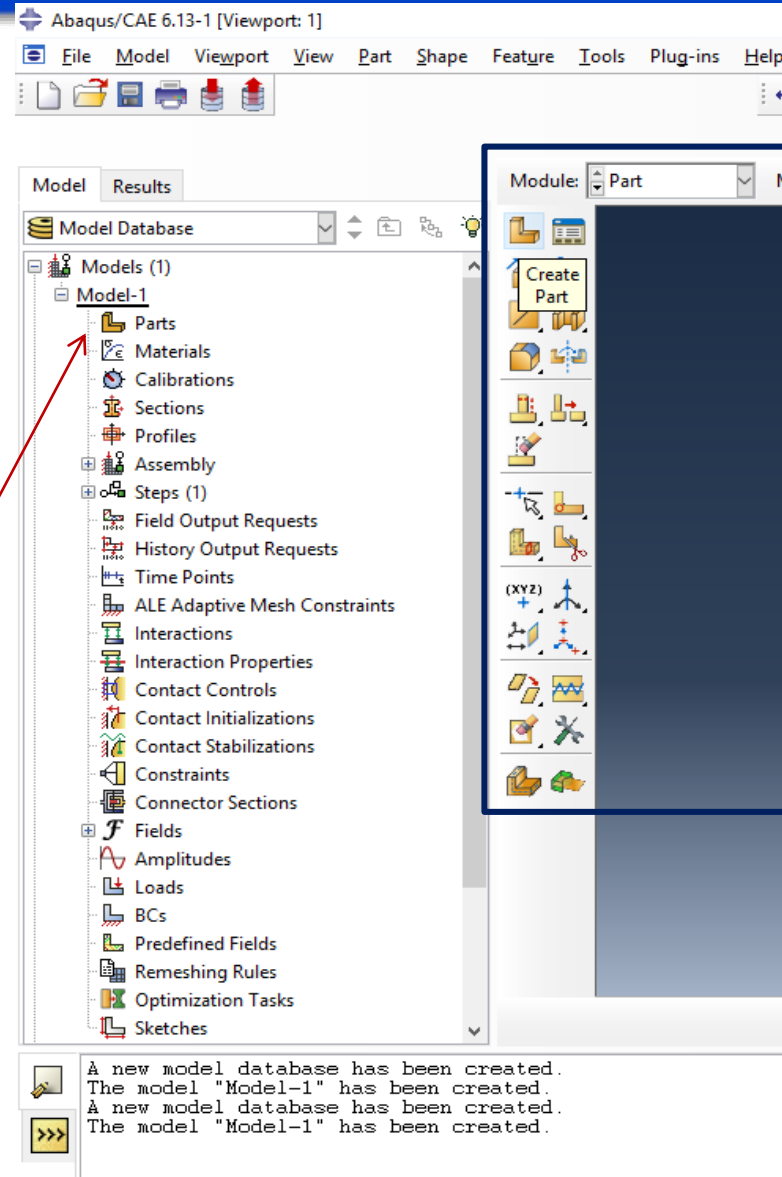 Abaqus/CAE 6.13-1 [Viewport: 1]
File Model Viewport View Part Shape Feature Tools Plug-ins Help
Model Results
Module: Part
Model Database
Models (1)
Create
Part
Model-1
Parts
Materials
Calibrations
Sections
Profiles
Assembly
Steps (1)
Field Output Requests
History Output Requests
Time Points
(XYZ)
ALE Adaptive Mesh Constraints
Interactions
Interaction Properties
Contact Controls
Contact Initializations
Contact Stabilizations
Constraints
Connector Sections
Fields
Amplitudes
Loads
BCs
Predefined Fields
Remeshing Rules
Optimization Tasks
Sketches
A new model database has been created.
The model "Model-1" has been created.
A new model database has been created.
The model "Model-1" has been created.
>>>